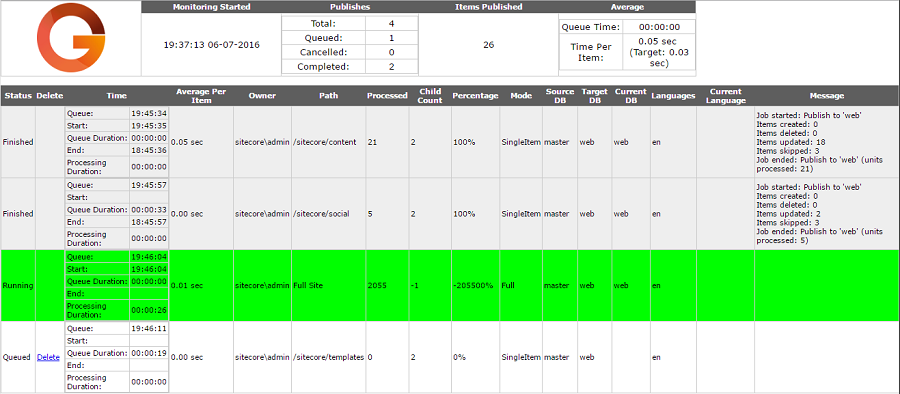 Monitoring Started Publishes Items Published Average
19:37:13 06-07-2016
Total: 4
Queued: 1
Cancelled: 0
Completed: 2
26
Queue Time: 00:00:00
Time Per Item: 0.05 sec (Target: 0.03 sec)
Status Delete Time Average Per Item Owner Path Processed Child Count Percentage Mode Source DB Target DB Current DB Languages Current Language Message
Finished
Queue: 19:45:34
Start: 19:45:35
Queue Duration: 00:00:00
End: 18:45:36
Processing Duration: 00:00:00
0.05 sec sitecore\admin /sitecore/content 21 2 100% SingleItem master web web en
Job started: Publish to 'web'
Items created: 0
Items deleted: 0
Items updated: 18
Items skipped: 3
Job ended: Publish to 'web' (units
processed: 21)
Finished
Queue: 19:45:57
Start:
Queue Duration: 00:00:33
End: 18:45:57
Processing Duration: 00:00:00
0.00 sec sitecore\admin /sitecore/social 5 2 100% SingleItem master web web en
Job started: Publish to 'web'
Items created: 0
Items deleted: 0
Items updated: 2
Items skipped: 3
Job ended: Publish to 'web' (units
processed: 5)
Running
Queue: 19:46:04
Start: 19:46:04
Queue Duration: 00:00:00
End:
Processing Duration: 00:00:26
0.01 sec sitecore\admin Full Site 2055 -1 -205500% Full master web web en
Queued Delete
Queue: 19:46:11
Start:
Queue Duration: 00:00:19
End:
Processing Duration: 00:00:00
0.00 sec sitecore\admin /sitecore/templates 0 2 0% SingleItem master web en